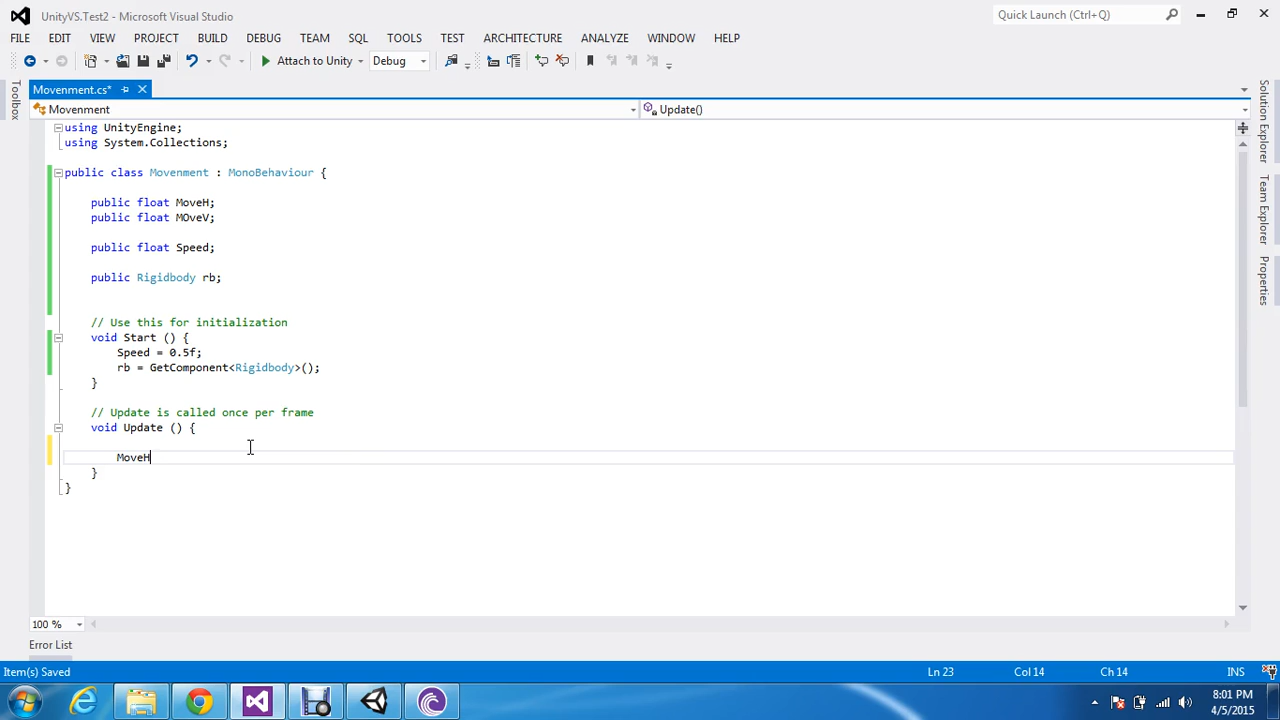 UnityVS.Test2 - Microsoft Visual Studio
Quick Launch (Ctrl+Q)
FILE EDIT VIEW PROJECT BUILD DEBUG TEAM SQL TOOLS TEST ARCHITECTURE ANALYZE WINDOW HELP
Attach to Unity Debug
Movenment.cs*
Toolbox
Movenment
Update()
Solution Explorer
Team Explorer
Properties
using UnityEngine;
using System.Collections;
public class Movenment : MonoBehaviour {
public float MoveH;
public float MOveV;
public float Speed;
public Rigidbody rb;
// Use this for initialization
void Start () {
Speed = 0.5f;
rb = GetComponent<Rigidbody>();
}
// Update is called once per frame
void Update () {
MoveH
}
}
100 %
Error List
Item(s) Saved
Ln 23 Col 14 Ch 14 INS
8:01 PM
4/5/2015